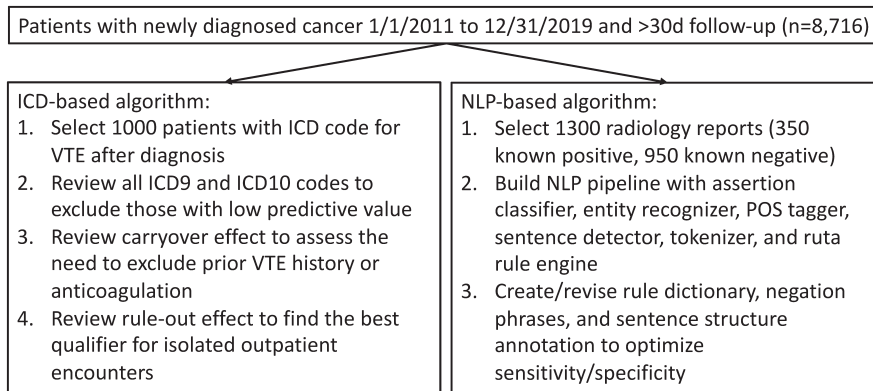 Patients with newly diagnosed cancer 1/1/2011 to 12/31/2019 and >30d follow-up (n=8,716)
ICD-based algorithm:
1. Select 1000 patients with ICD code for
VTE after diagnosis
2. Review all ICD9 and ICD10 codes to
exclude those with low predictive value
3. Review carryover effect to assess the
need to exclude prior VTE history or
anticoagulation
4. Review rule-out effect to find the best
qualifier for isolated outpatient
encounters
NLP-based algorithm:
1. Select 1300 radiology reports (350
known positive, 950 known negative)
2. Build NLP pipeline with assertion
classifier, entity recognizer, POS tagger,
sentence detector, tokenizer, and ruta
rule engine
3. Create/revise rule dictionary, negation
phrases, and sentence structure
annotation to optimize
sensitivity/specificity